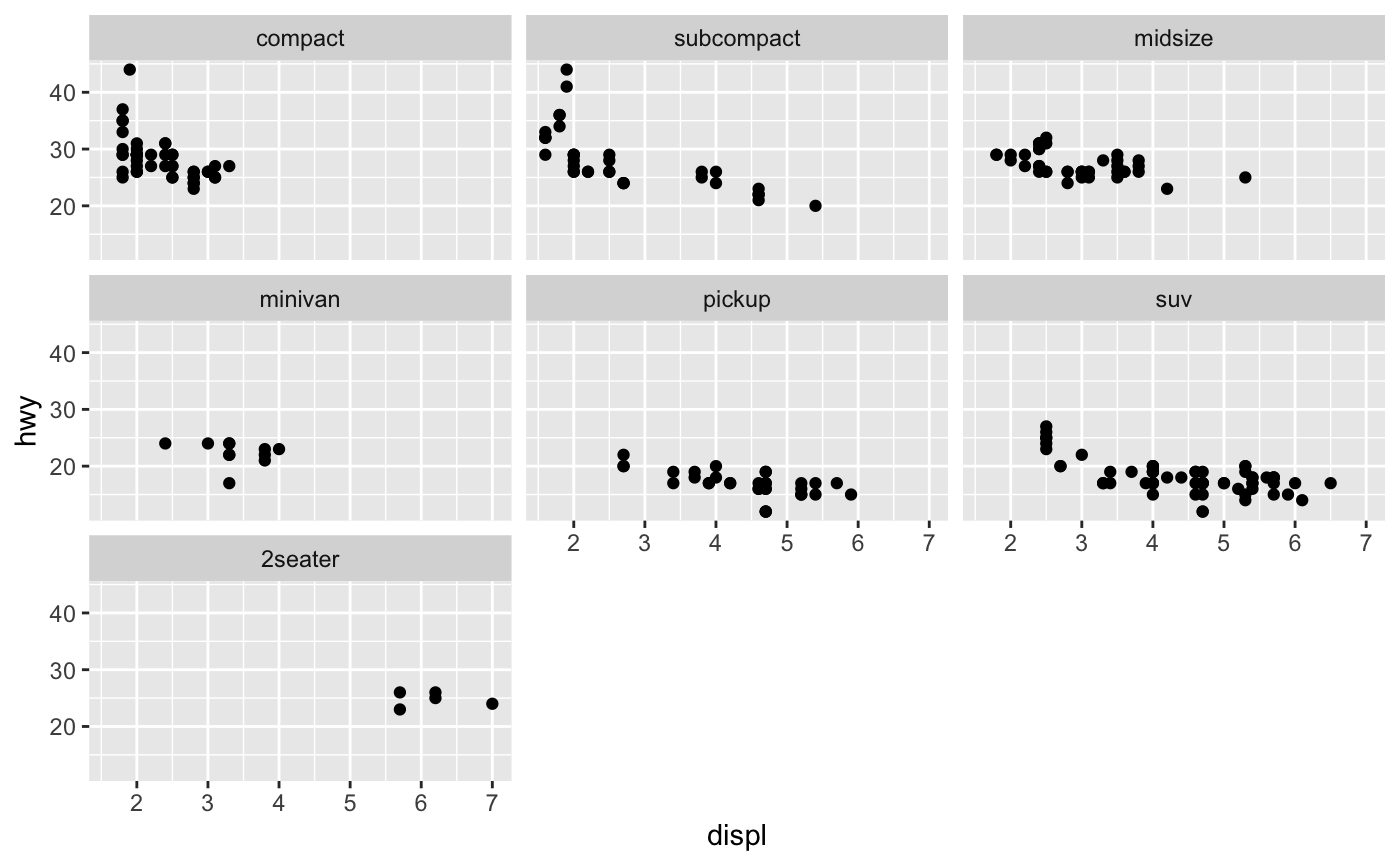 compact subcompact midsize
40
30
20
minivan pickup suv
40
30
20
hwy
2 3 4 5 6 7 2 3 4 5 6 7
2seater
40
30
20
2 3 4 5 6 7
displ